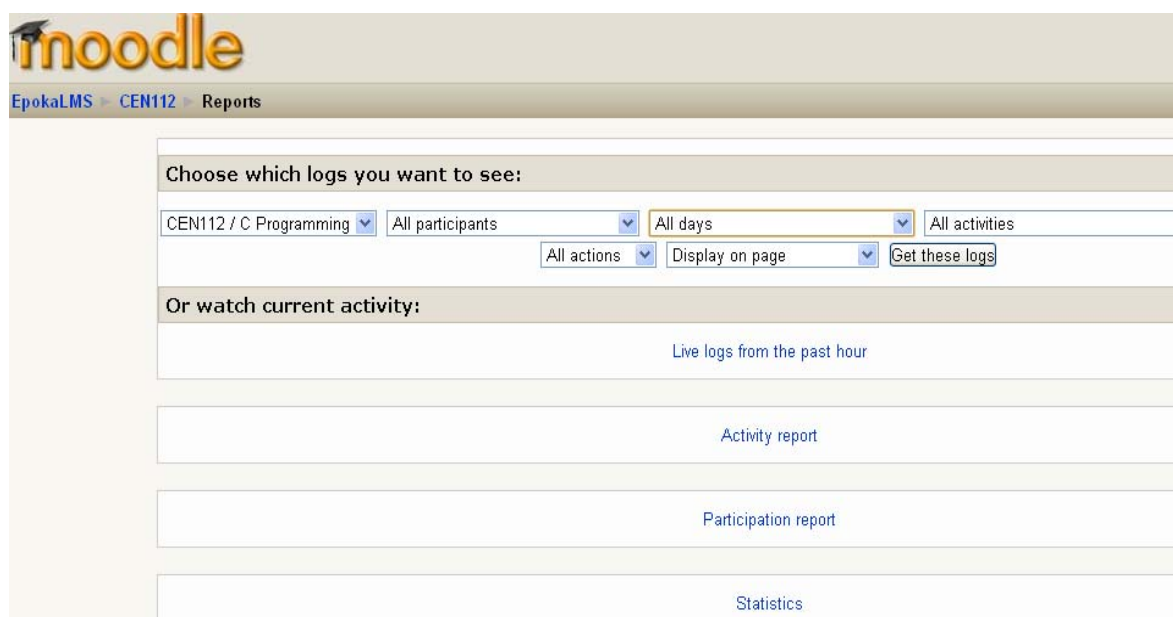 moodle
EpokaLMS ► CEN112 ► Reports
Choose which logs you want to see:
CEN112 / C Programming All participants All days All activities
All actions Display on page Get these logs
Or watch current activity:
Live logs from the past hour
Activity report
Participation report
Statistics